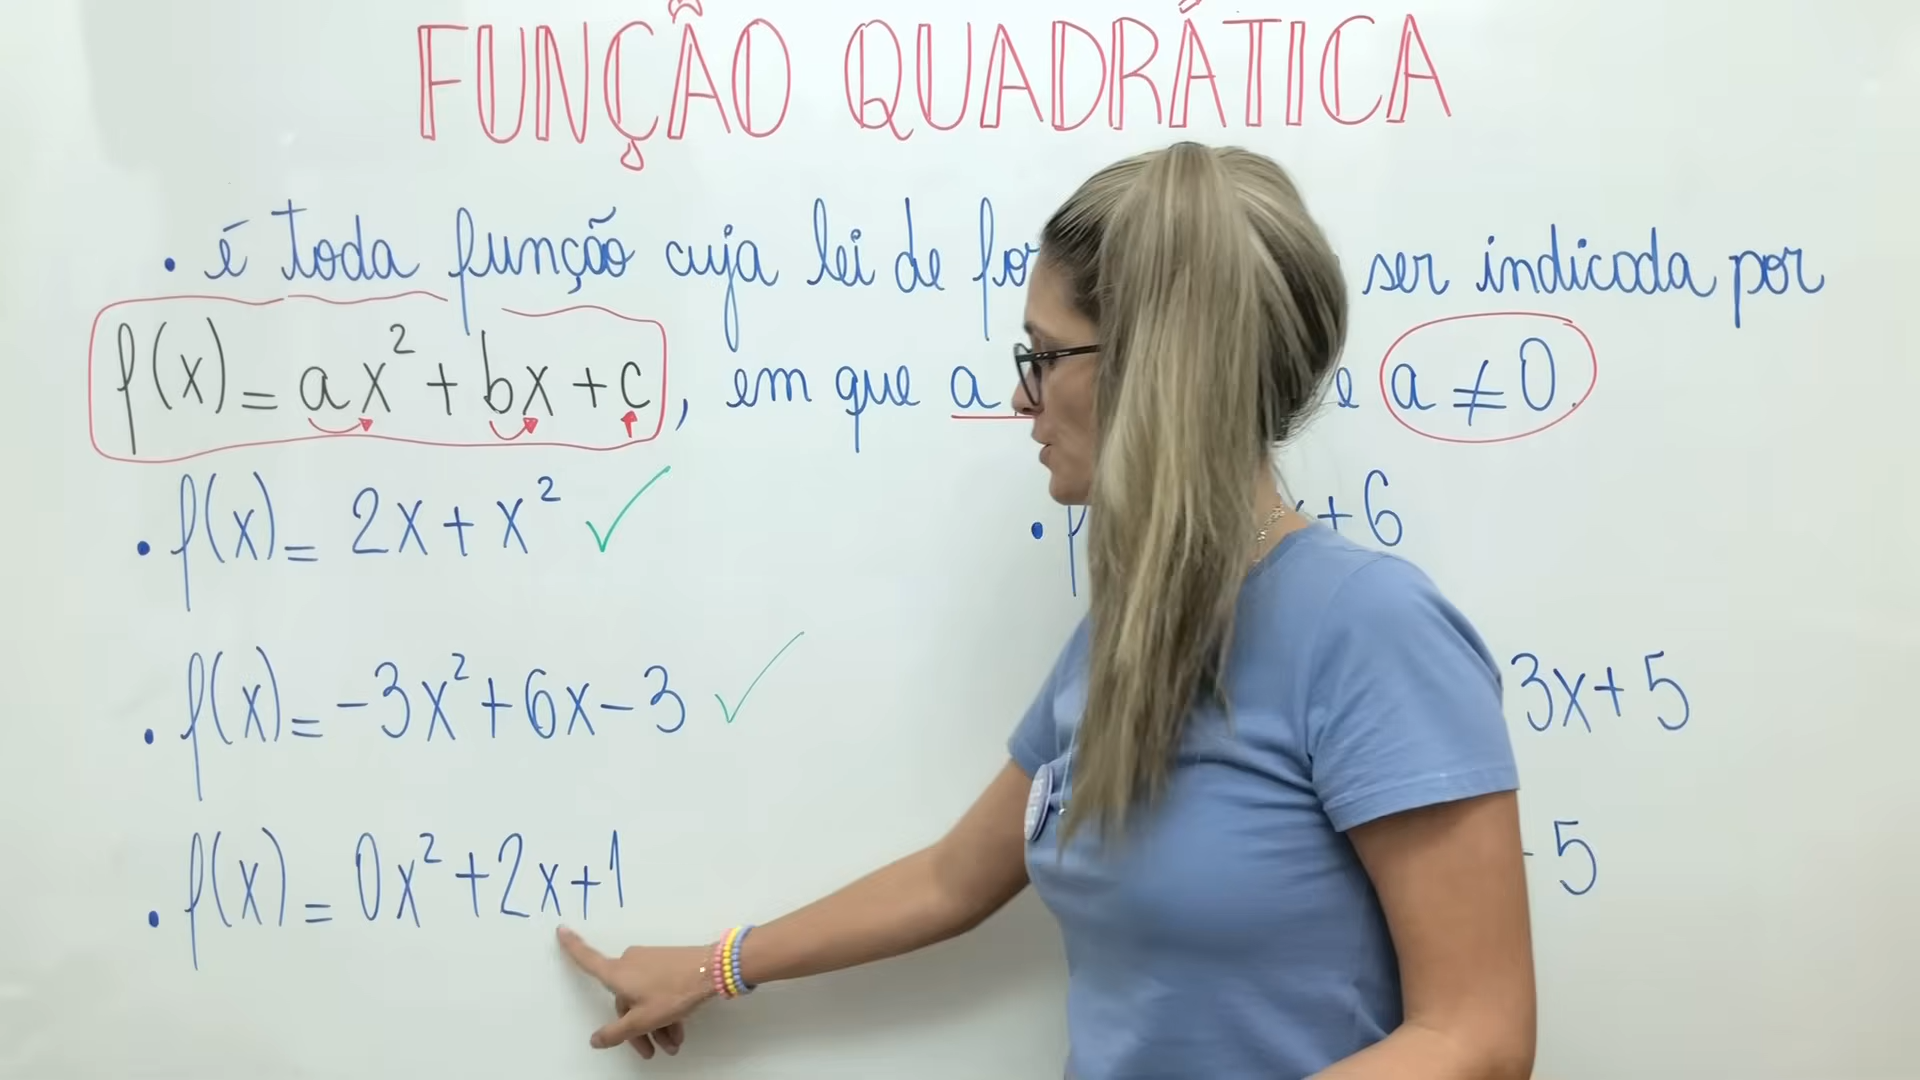 FUNÇÃO QUADRÁTICA
• é toda função cuja lei de ser indicada por
f(x) = ax² + bx + c, em que a e a ≠ 0.
• f(x) = 2x + x² ✓
• + 6
• f(x) = -3x² + 6x - 3 ✓
3x + 5
• f(x) = 0x² + 2x + 1
5